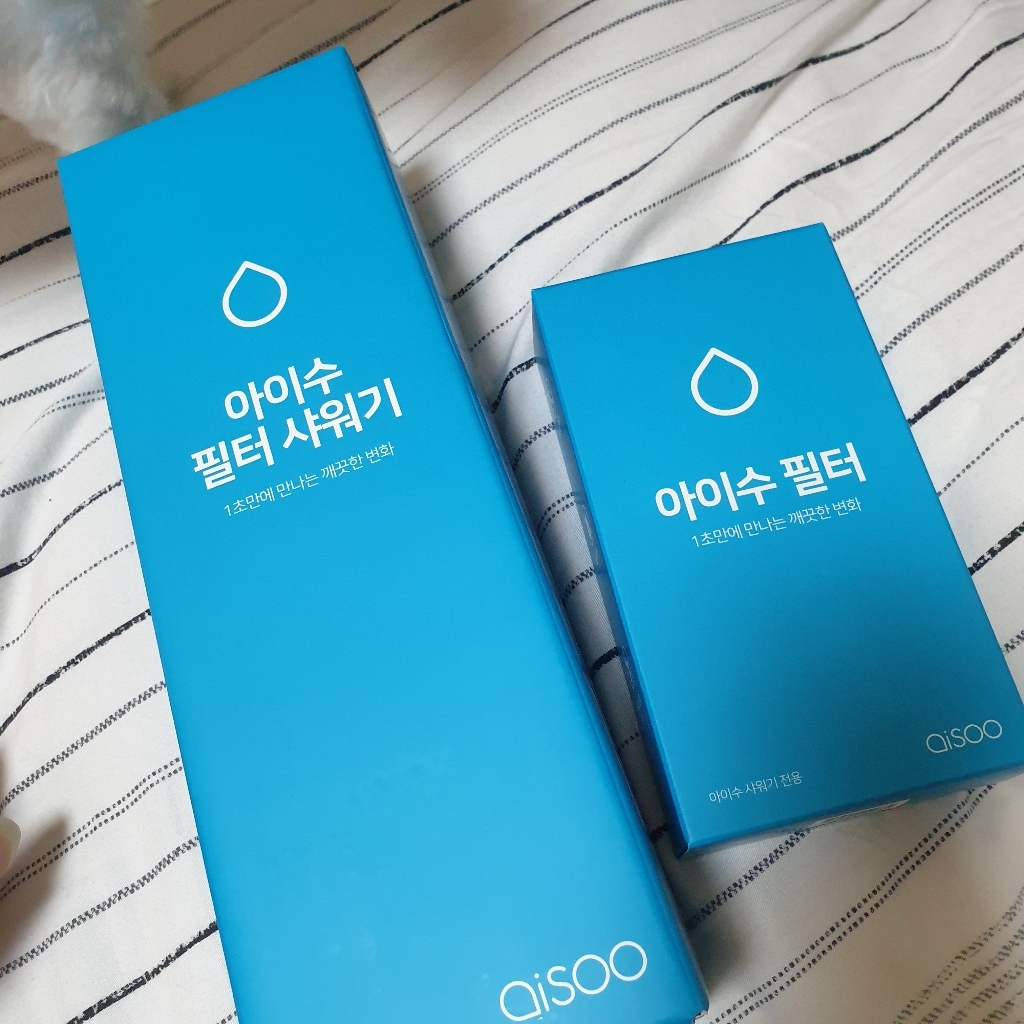 아이수
필터 샤워기
1초만에 만나는 깨끗한 변화
aisoo
아이수 필터
1초만에 만나는 깨끗한 변화
아이수 샤워기 전용
aisoo